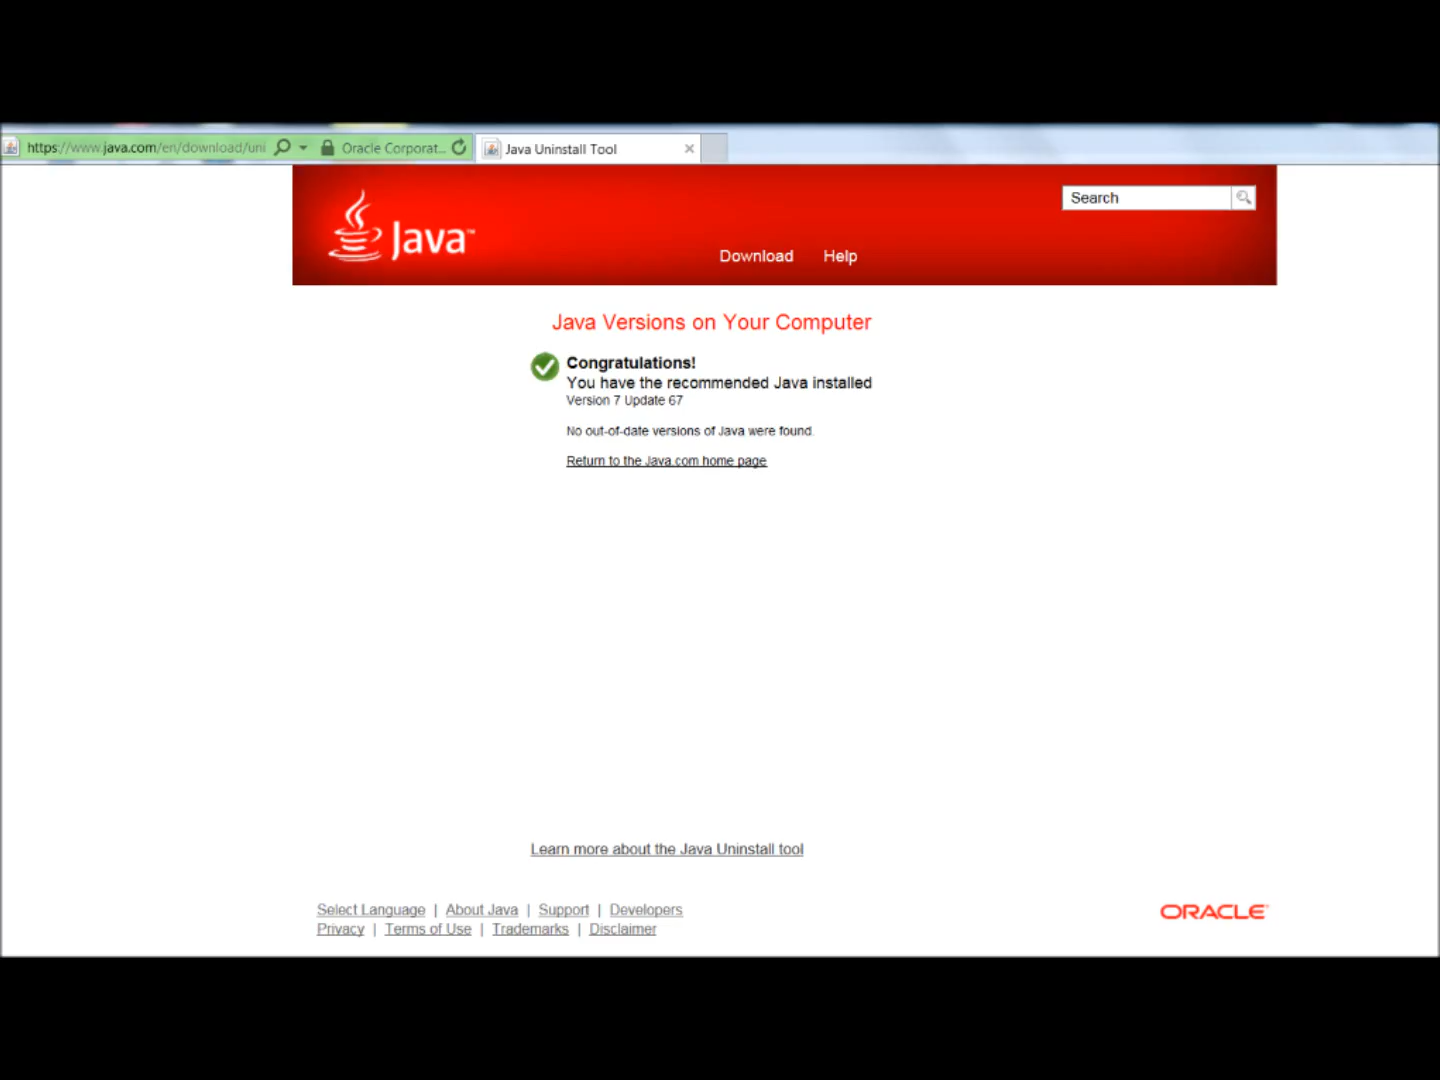 https://www.java.com/en/download/uni Oracle Corporat... Java Uninstall Tool
Search
Java™
Download Help
Java Versions on Your Computer
Congratulations!
You have the recommended Java installed
Version 7 Update 67
No out-of-date versions of Java were found.
Return to the Java.com home page
Learn more about the Java Uninstall tool
Select Language | About Java | Support | Developers
ORACLE
Privacy | Terms of Use | Trademarks | Disclaimer